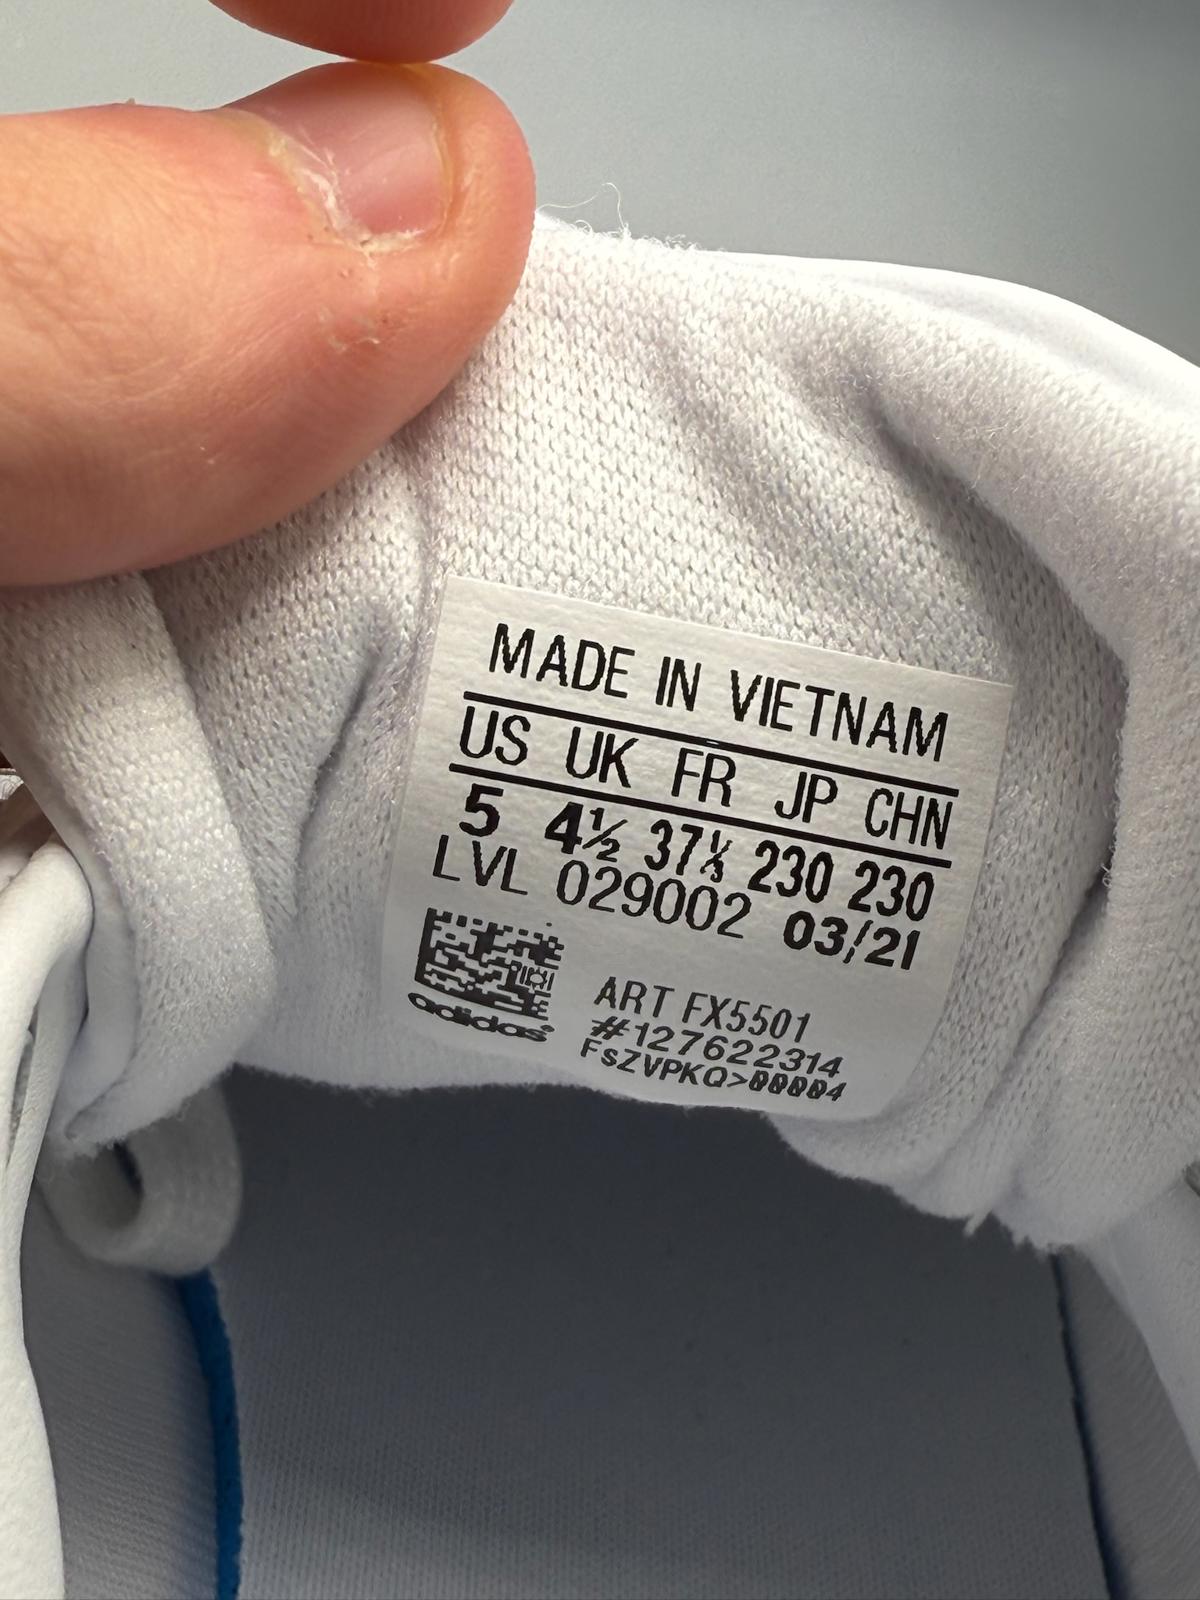 MADE IN VIETNAM
US UK FR JP CHN
5 4½ 37⅓ 230 230
LVL 029002 03/21
ART FX5501
#127622314
FsZVPKQ>00004
adidas